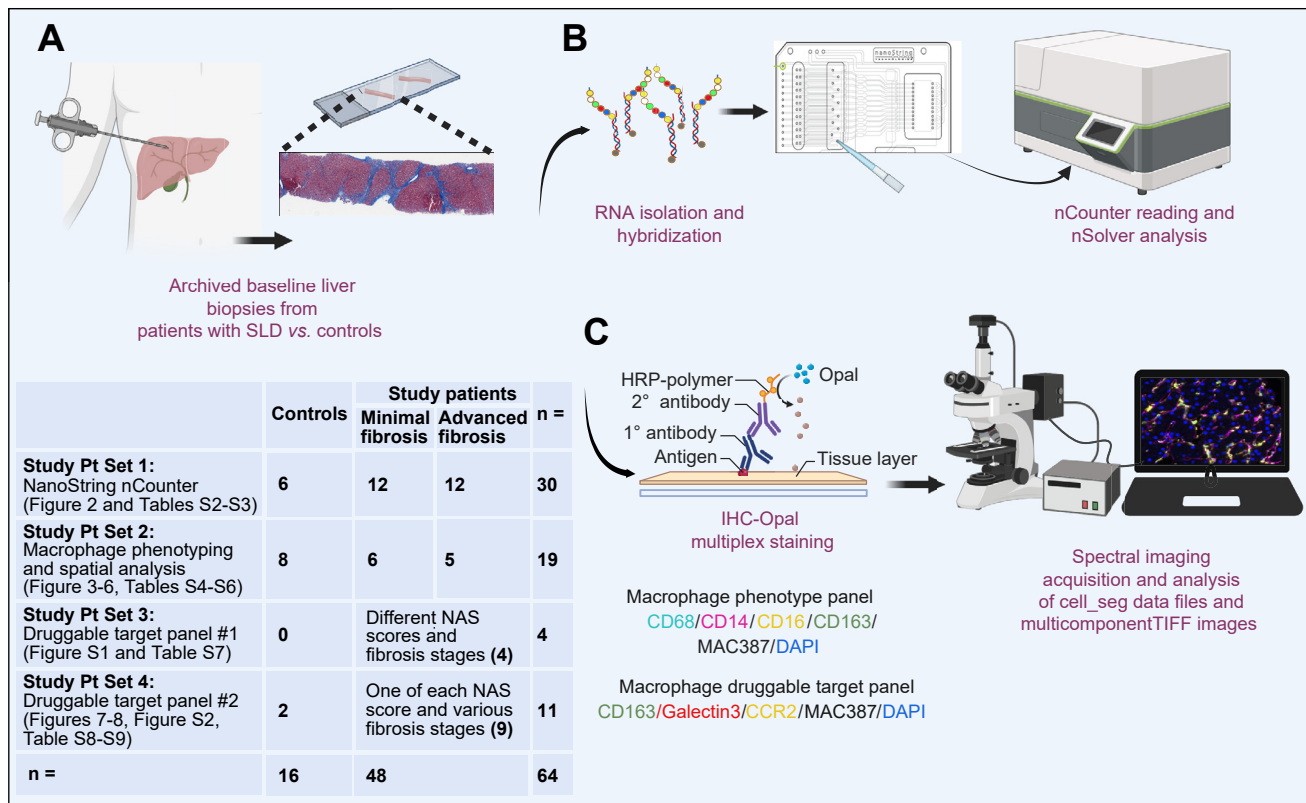 A
Archived baseline liver
biopsies from
patients with SLD vs. controls
B
nanoString
RNA isolation and
hybridization
nCounter reading and
nSolver analysis
Controls
Study patients
n =
Minimal
fibrosis
Advanced
fibrosis
Study Pt Set 1:
NanoString nCounter
(Figure 2 and Tables S2-S3)
6
12
12
30
Study Pt Set 2:
Macrophage phenotyping
and spatial analysis
(Figure 3-6, Tables S4-S6)
8
6
5
19
Study Pt Set 3:
Druggable target panel #1
(Figure S1 and Table S7)
0
Different NAS
scores and
fibrosis stages (4)
4
Study Pt Set 4:
Druggable target panel #2
(Figures 7-8, Figure S2,
Table S8-S9)
2
One of each NAS
score and various
fibrosis stages (9)
11
n =
16
48
64
C
HRP-polymer
Opal
2° antibody
1° antibody
Antigen
Tissue layer
IHC-Opal
multiplex staining
Macrophage phenotype panel
CD68/CD14/CD16/CD163/
MAC387/DAPI
Macrophage druggable target panel
CD163/Galectin3/CCR2/MAC387/DAPI
Spectral imaging
acquisition and analysis
of cell_seg data files and
multicomponentTIFF images